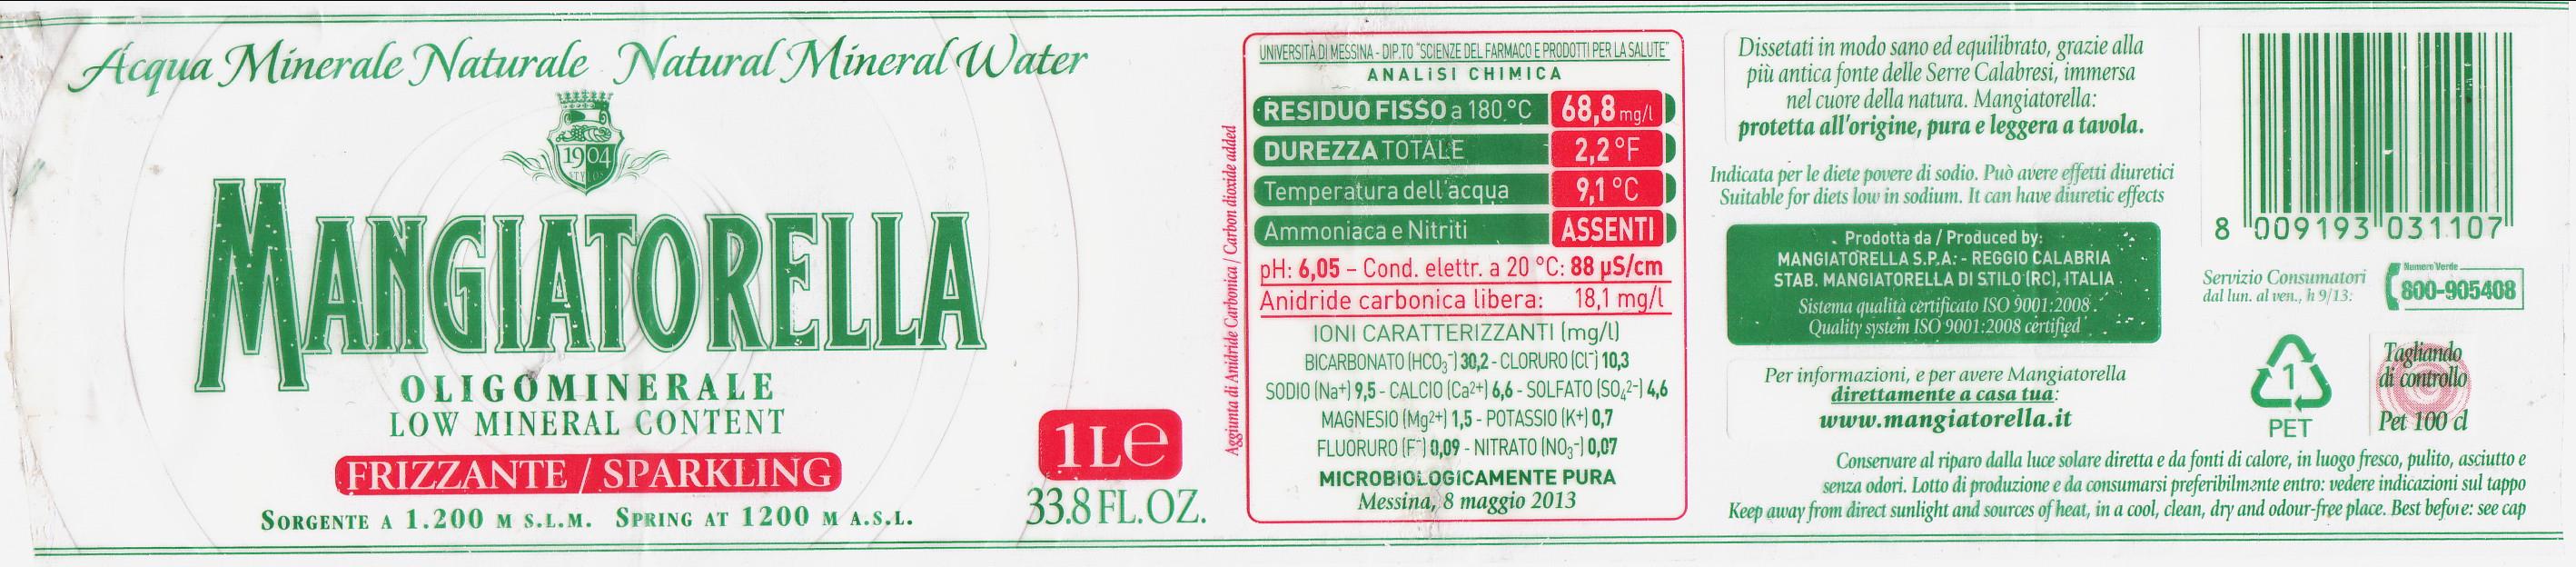 Acqua Minerale Naturale Natural Mineral Water
1904
MANGIATORELLA
OLIGOMINERALE
LOW MINERAL CONTENT
FRIZZANTE / SPARKLING
SORGENTE A 1.200 M S.L.M. SPRING AT 1200 M A.S.L.
1L℮
33.8 FL.OZ.
Aggiunta di Anidride Carbonica / Carbon dioxide added
UNIVERSITÀ DI MESSINA - DIP.TO "SCIENZE DEL FARMACO E PRODOTTI PER LA SALUTE"
ANALISI CHIMICA
RESIDUO FISSO a 180 °C 68,8 mg/l
DUREZZA TOTALE 2,2 °F
Temperatura dell'acqua 9,1 °C
Ammoniaca e Nitriti ASSENTI
pH: 6,05 – Cond. elettr. a 20 °C: 88 µS/cm
Anidride carbonica libera: 18,1 mg/l
IONI CARATTERIZZANTI (mg/l)
BICARBONATO (HCO₃⁻) 30,2 - CLORURO (Cl⁻) 10,3
SODIO (Na⁺) 9,5 - CALCIO (Ca²⁺) 6,6 - SOLFATO (SO₄²⁻) 4,6
MAGNESIO (Mg²⁺) 1,5 - POTASSIO (K⁺) 0,7
FLUORURO (F⁻) 0,09 - NITRATO (NO₃⁻) 0,07
MICROBIOLOGICAMENTE PURA
Messina, 8 maggio 2013
Dissetati in modo sano ed equilibrato, grazie alla
più antica fonte delle Serre Calabresi, immersa
nel cuore della natura. Mangiatorella:
protetta all'origine, pura e leggera a tavola.
Indicata per le diete povere di sodio. Può avere effetti diuretici
Suitable for diets low in sodium. It can have diuretic effects
Prodotta da / Produced by:
MANGIATORELLA S.P.A. - REGGIO CALABRIA
STAB. MANGIATORELLA DI STILO (RC), ITALIA
Sistema qualità certificato ISO 9001:2008
Quality system ISO 9001:2008 certified
Per informazioni, e per avere Mangiatorella
direttamente a casa tua:
www.mangiatorella.it
8 009193 031107
Servizio Consumatori
dal lun. al ven., h 9/13:
Numero Verde
800-905408
1
PET
Tagliando
di controllo
Pet 100 cl
Conservare al riparo dalla luce solare diretta e da fonti di calore, in luogo fresco, pulito, asciutto e
senza odori. Lotto di produzione e da consumarsi preferibilmente entro: vedere indicazioni sul tappo
Keep away from direct sunlight and sources of heat, in a cool, clean, dry and odour-free place. Best before: see cap